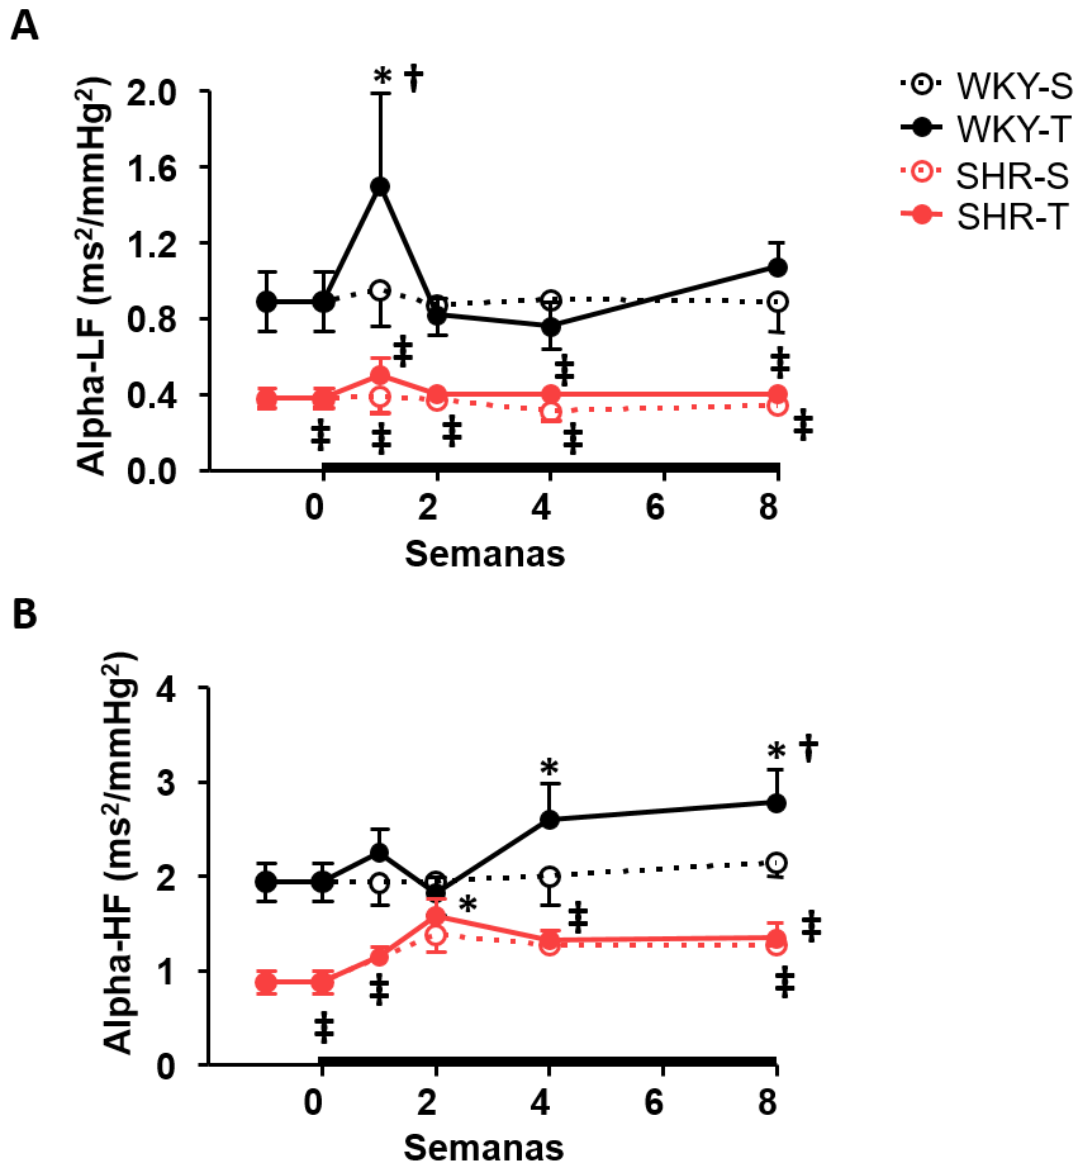 A
Alpha-LF (ms²/mmHg²)
2.0
1.6
1.2
0.8
0.4
0.0
* †
‡
‡
‡
‡
‡
‡
‡
‡
‡
0 2 4 6 8
Semanas
WKY-S
WKY-T
SHR-S
SHR-T
B
Alpha-HF (ms²/mmHg²)
4
3
2
1
0
* †
*
*
‡
‡
‡
‡
‡
0 2 4 6 8
Semanas